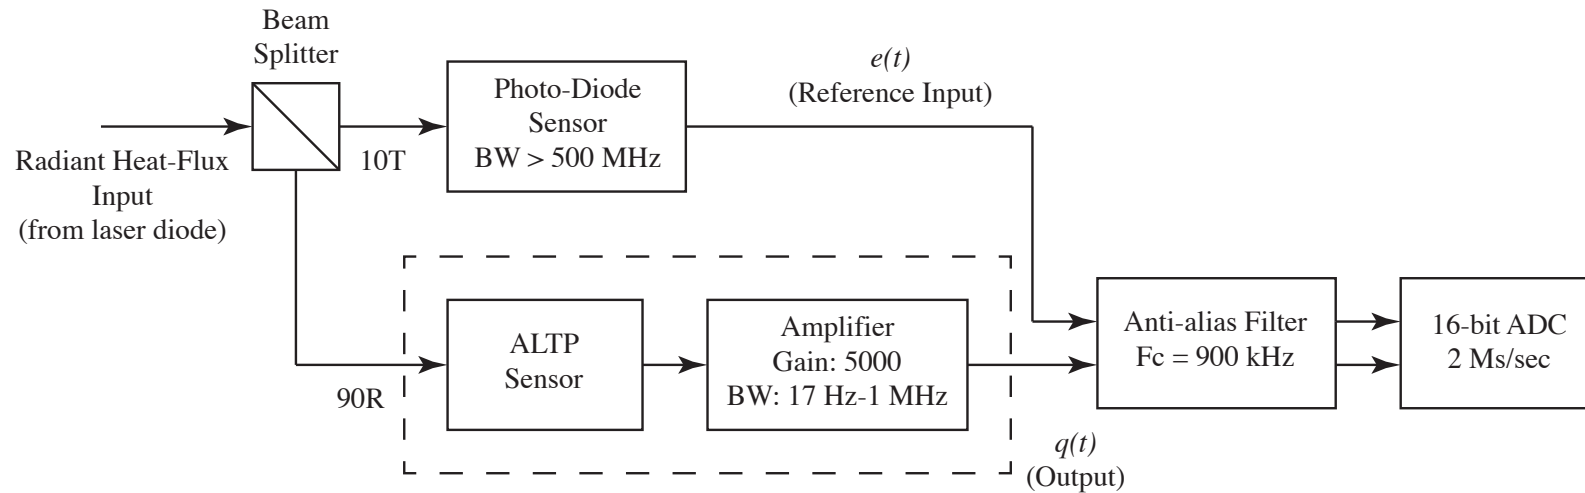 Beam
Splitter
Photo-Diode
Sensor
BW > 500 MHz
e(t)
(Reference Input)
Radiant Heat-Flux
Input
(from laser diode)
10T
ALTP
Sensor
Amplifier
Gain: 5000
BW: 17 Hz-1 MHz
Anti-alias Filter
Fc = 900 kHz
16-bit ADC
2 Ms/sec
90R
q(t)
(Output)